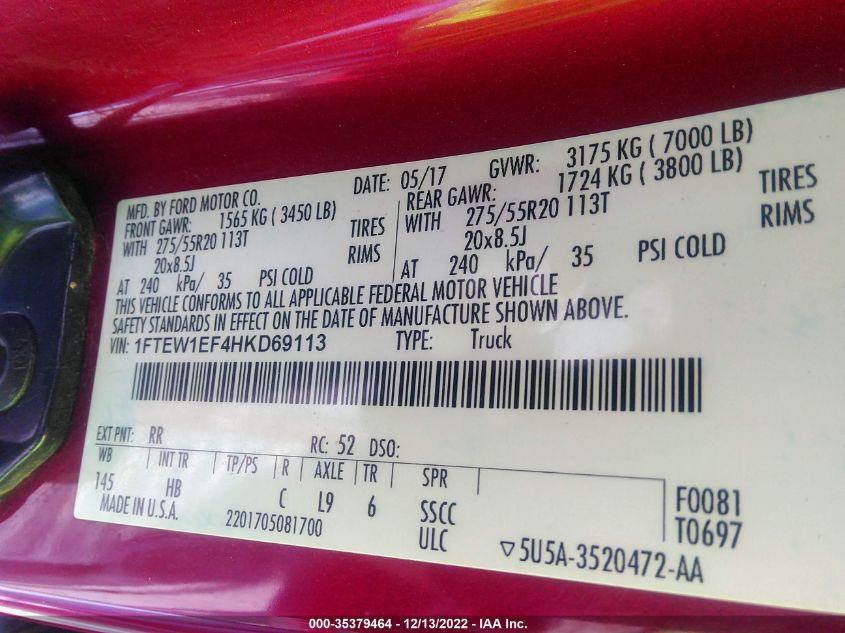 MFD. BY FORD MOTOR CO. DATE: 05/17 GVWR: 3175 KG ( 7000 LB)
FRONT GAWR: 1565 KG ( 3450 LB) REAR GAWR: 1724 KG ( 3800 LB)
WITH 275/55R20 113T TIRES WITH 275/55R20 113T TIRES
20x8.5J RIMS 20x8.5J RIMS
AT 240 kPa/ 35 PSI COLD AT 240 kPa/ 35 PSI COLD
THIS VEHICLE CONFORMS TO ALL APPLICABLE FEDERAL MOTOR VEHICLE
SAFETY STANDARDS IN EFFECT ON THE DATE OF MANUFACTURE SHOWN ABOVE.
VIN: 1FTEW1EF4HKD69113 TYPE: Truck
EXT PNT: RR RC: 52 DSO:
WB INT TR TP/PS R AXLE TR SPR
145 HB C L9 6 SSCC F0081
MADE IN U.S.A. 2201705081700 ULC T0697
▽5U5A-3520472-AA
000-35379464 - 12/13/2022 - IAA Inc.